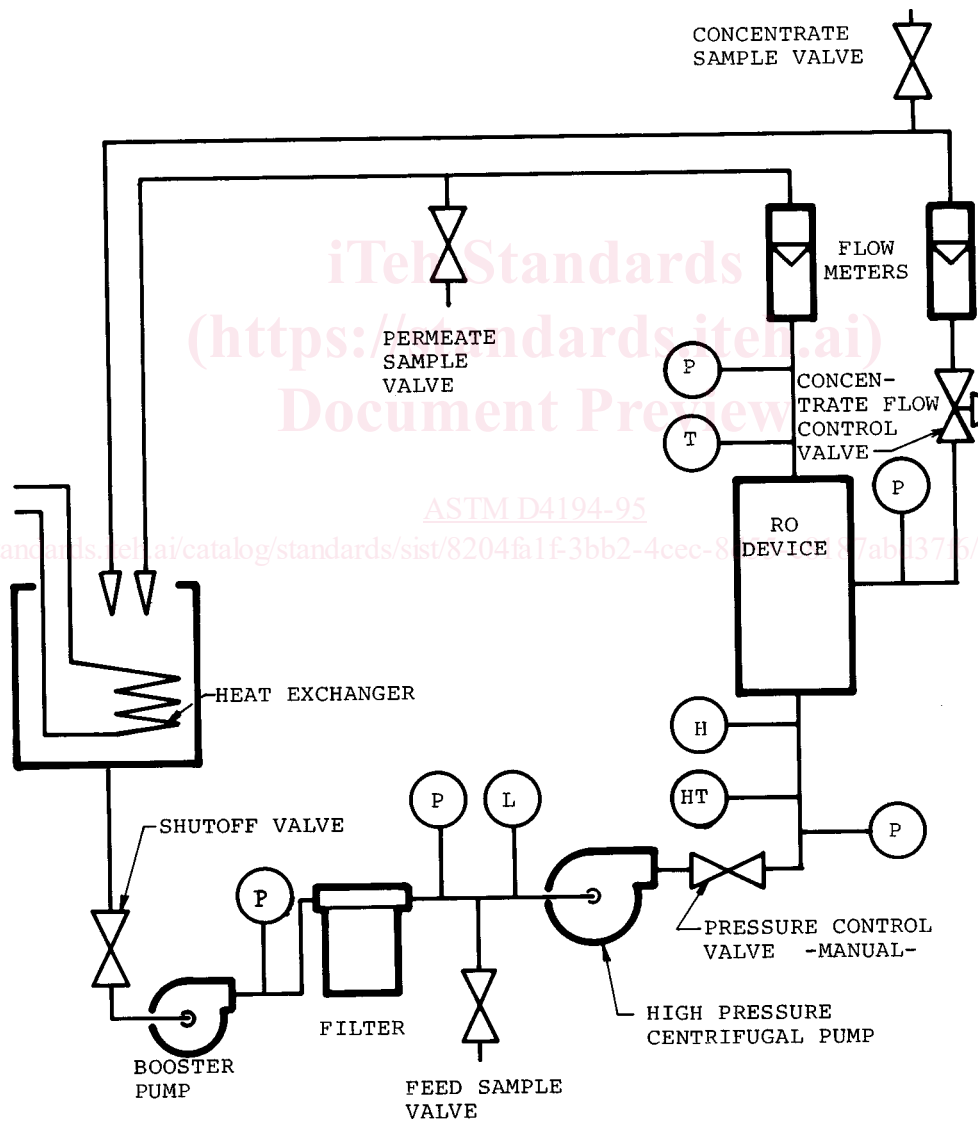 CONCENTRATE
SAMPLE VALVE
FLOW
METERS
iTeh Standards
(https://standards.iteh.ai)
Document Preview
PERMEATE
SAMPLE
VALVE
P
CONCEN-
TRATE FLOW
CONTROL
VALVE
T
P
ASTM D4194-95
RO
DEVICE
HEAT EXCHANGER
H
HT
P
L
P
SHUTOFF VALVE
P
PRESSURE CONTROL
VALVE -MANUAL-
HIGH PRESSURE
CENTRIFUGAL PUMP
FILTER
BOOSTER
PUMP
FEED SAMPLE
VALVE